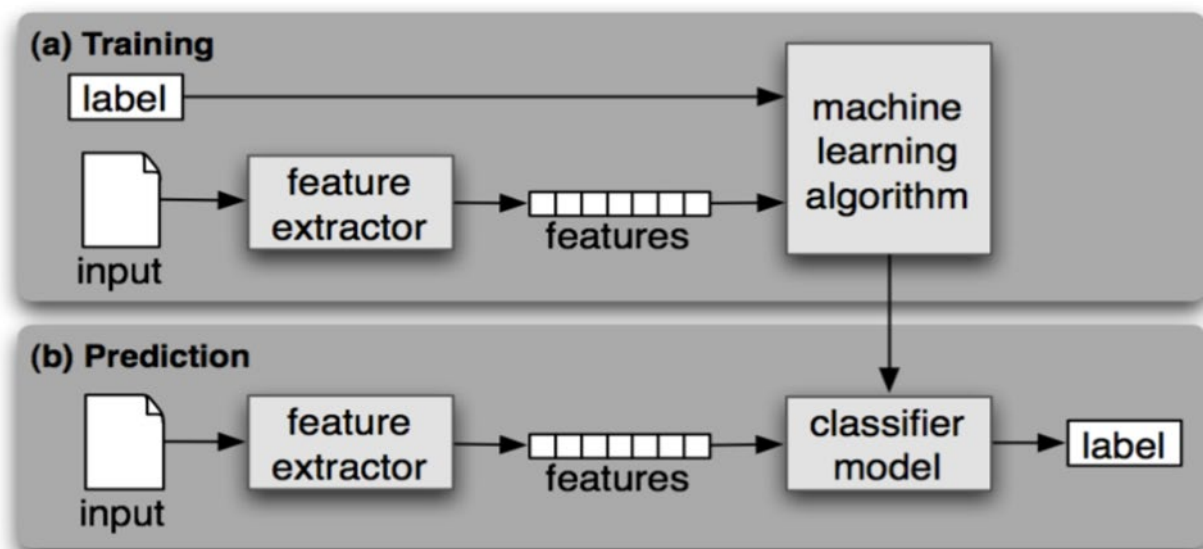 (a) Training
label
machine
learning
algorithm
feature
extractor
features
input
(b) Prediction
feature
extractor
features
input
classifier
model
label